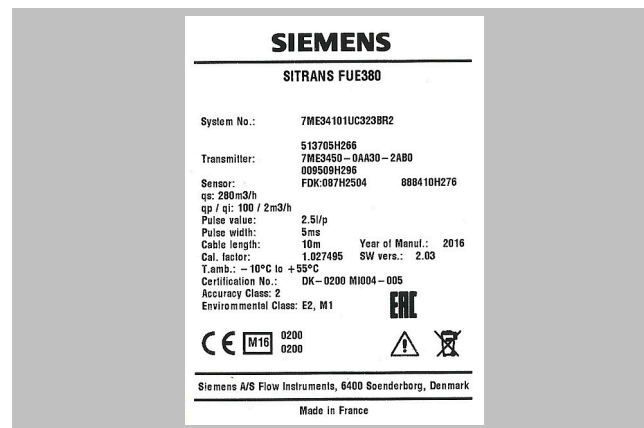 SIEMENS
SITRANS FUE380
System No.: 7ME34101UC323BR2
513705H266
Transmitter: 7ME3450-0AA30-2AB0
009509H296
Sensor: FDK:087H2504 888410H276
qs: 280m3/h
qp / qi: 100 / 2m3/h
Pulse value: 2.5l/p
Pulse width: 5ms
Cable length: 10m Year of Manuf.: 2016
Cal. factor: 1.027495 SW vers.: 2.03
T.amb.: -10°C to +55°C
Certification No.: DK-0200 MI004-005
Accuracy Class: 2
Environmental Class: E2, M1
EAC
CE M16 0200
0200
Siemens A/S Flow Instruments, 6400 Soenderborg, Denmark
Made in France